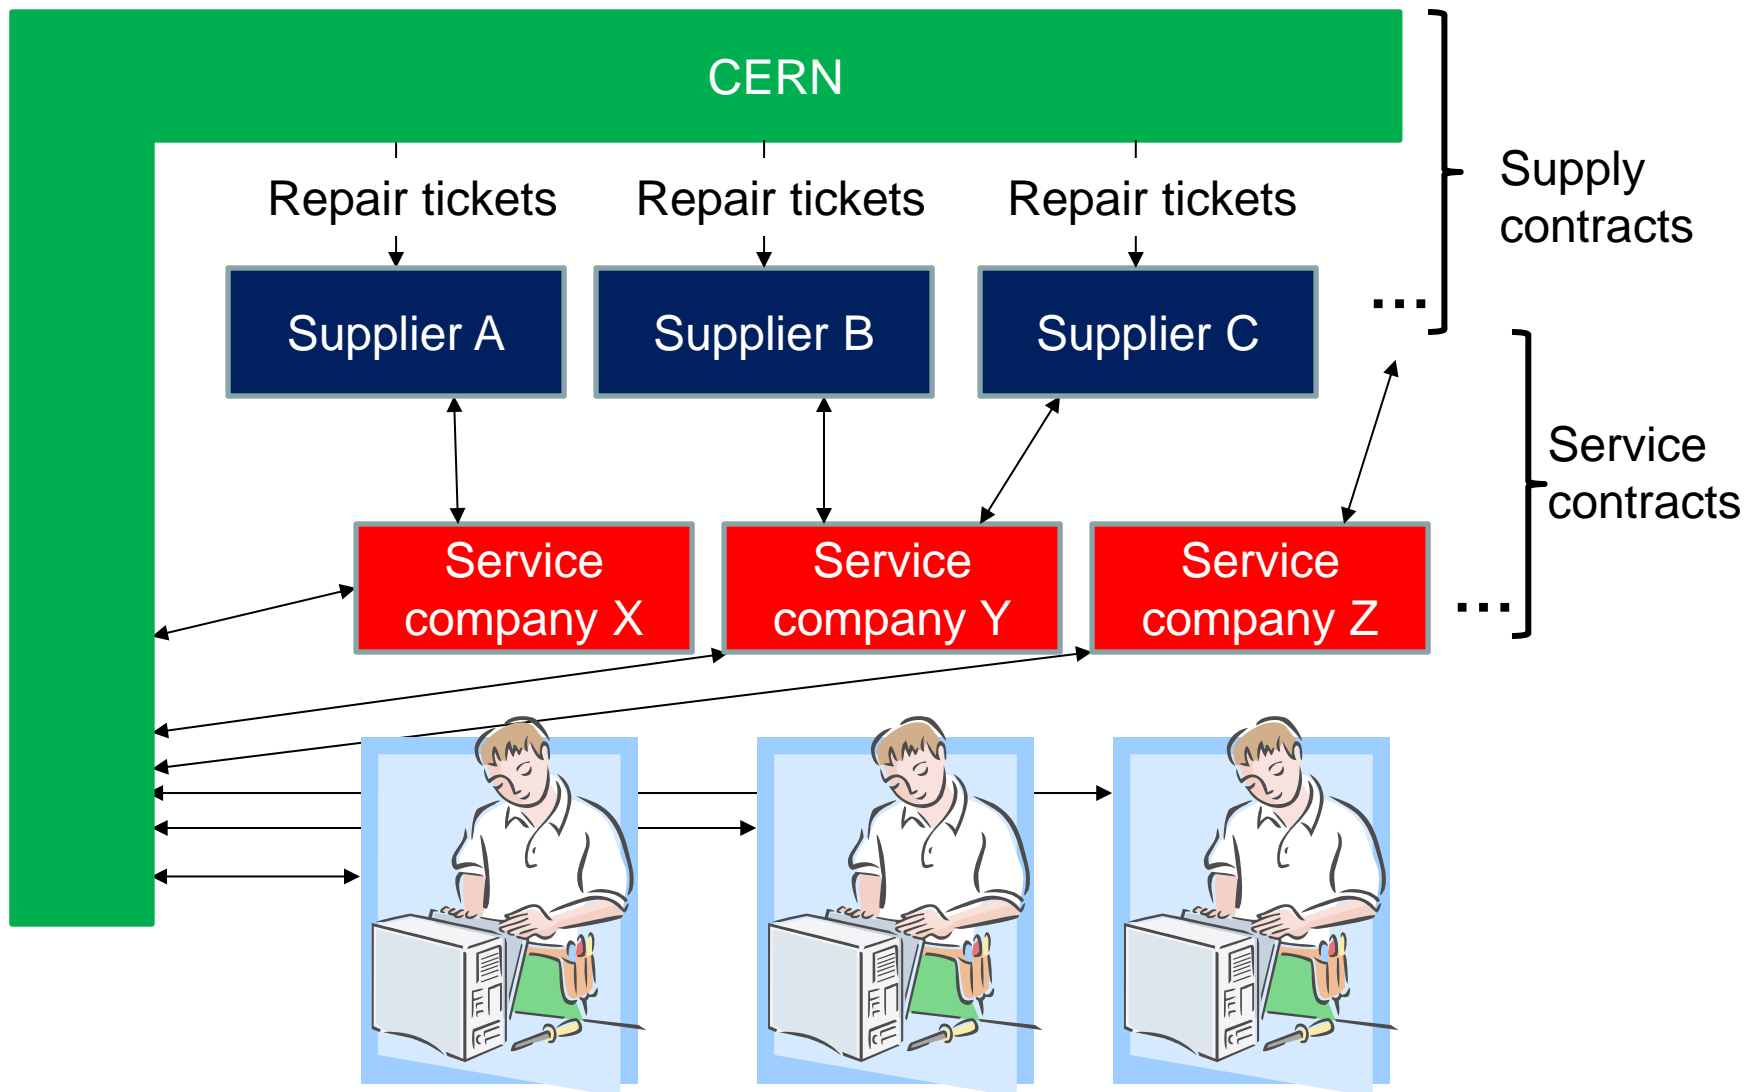 CERN
Repair tickets
Repair tickets
Repair tickets
Supply
contracts
Supplier A
Supplier B
Supplier C
...
Service
contracts
Service
company X
Service
company Y
Service
company Z
...